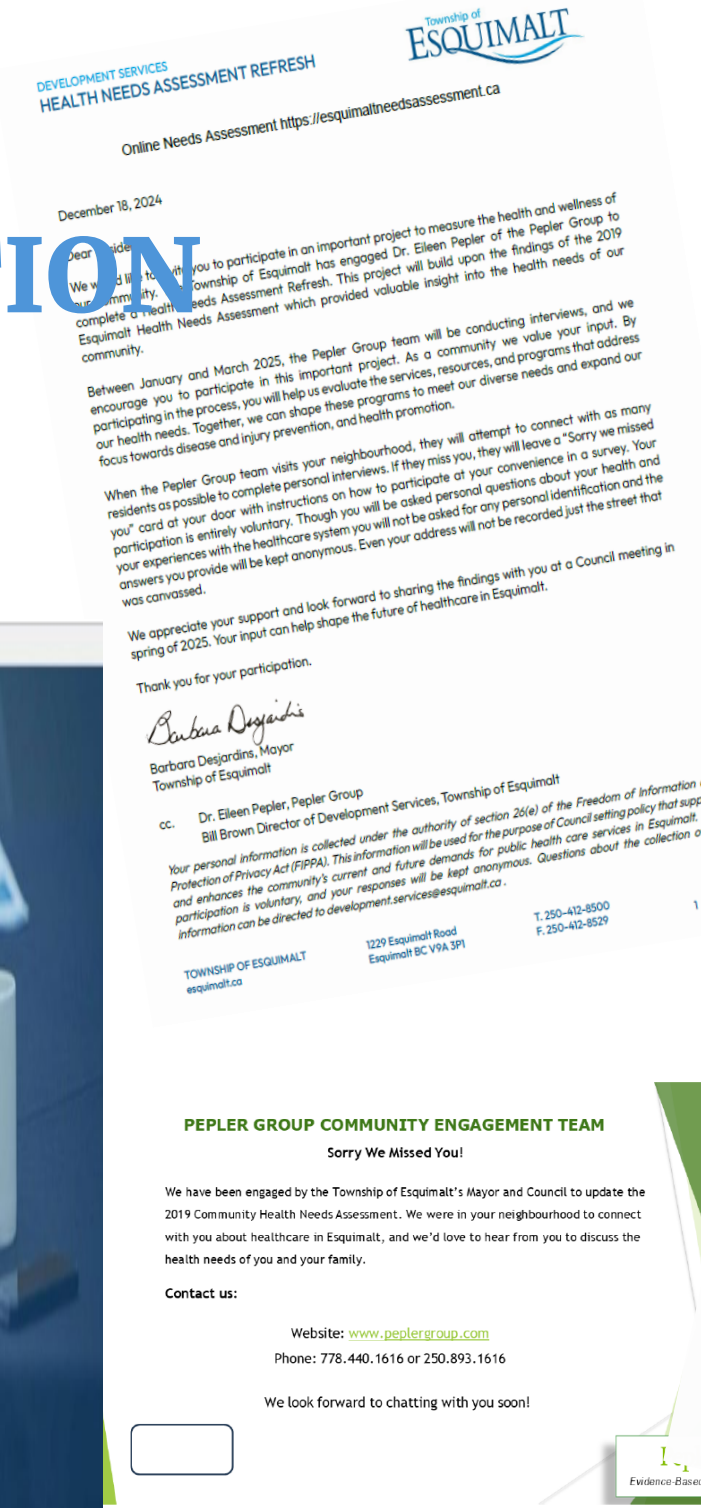 Township of
ESQUIMALT
DEVELOPMENT SERVICES
HEALTH NEEDS ASSESSMENT REFRESH
Online Needs Assessment https://esquimaltneedsassessment.ca
December 18, 2024
TION
We would like to invite you to participate in an important project to measure the health and wellness of
our community. Township of Esquimalt has engaged Dr. Eileen Pepler of the Pepler Group to
complete a Health Needs Assessment Refresh. This project will build upon the findings of the 2019
Esquimalt Health Needs Assessment which provided valuable insight into the health needs of our
community.
Between January and March 2025, the Pepler Group team will be conducting interviews, and we
encourage you to participate in this important project. As a community we value your input. By
participating in the process, you will help us evaluate the services, resources, and programs that address
our health needs. Together, we can shape these programs to meet our diverse needs and expand our
focus towards disease and injury prevention, and health promotion.
When the Pepler Group team visits your neighbourhood, they will attempt to connect with as many
residents as possible to complete personal interviews. If they miss you, they will leave a "Sorry we missed
you" card at your door with instructions on how to participate at your convenience in a survey. Your
participation is entirely voluntary. Though you will be asked personal questions about your health and
your experiences with the healthcare system you will not be asked for any personal identification and the
answers you provide will be kept anonymous. Even your address will not be recorded just the street that
was canvassed.
We appreciate your support and look forward to sharing the findings with you at a Council meeting in
spring of 2025. Your input can help shape the future of healthcare in Esquimalt.
Thank you for your participation.
Barbara Desjardins
Barbara Desjardins, Mayor
Township of Esquimalt
cc. Dr. Eileen Pepler, Pepler Group
Bill Brown Director of Development Services, Township of Esquimalt
Your personal information is collected under the authority of section 26(e) of the Freedom of Information
Protection of Privacy Act (FIPPA). This information will be used for the purpose of Council setting policy that supp
and enhances the community's current and future demands for public health care services in Esquimalt.
participation is voluntary, and your responses will be kept anonymous. Questions about the collection o
information can be directed to development.services@esquimalt.ca .
TOWNSHIP OF ESQUIMALT 1229 Esquimalt Road T. 250-412-8500 1
esquimalt.ca Esquimalt BC V9A 3P1 F. 250-412-8529
PEPLER GROUP COMMUNITY ENGAGEMENT TEAM
Sorry We Missed You!
We have been engaged by the Township of Esquimalt's Mayor and Council to update the
2019 Community Health Needs Assessment. We were in your neighbourhood to connect
with you about healthcare in Esquimalt, and we'd love to hear from you to discuss the
health needs of you and your family.
Contact us:
Website: www.peplergroup.com
Phone: 778.440.1616 or 250.893.1616
We look forward to chatting with you soon!
Evidence-Based